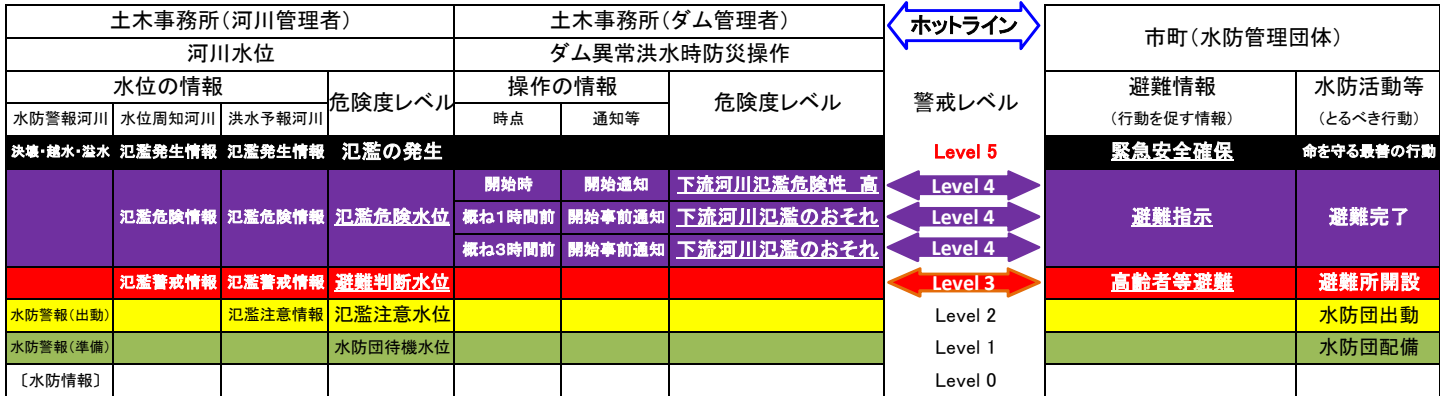 土木事務所(河川管理者) 土木事務所(ダム管理者) ホットライン 市町(水防管理団体)
河川水位 ダム異常洪水時防災操作
水位の情報 危険度レベル 操作の情報 危険度レベル 警戒レベル 避難情報 水防活動等
水防警報河川 水位周知河川 洪水予報河川 時点 通知等 (行動を促す情報) (とるべき行動)
決壊・越水・溢水 氾濫発生情報 氾濫発生情報 氾濫の発生 Level 5 緊急安全確保 命を守る最善の行動
開始時 開始通知 下流河川氾濫危険性 高 Level 4
氾濫危険情報 氾濫危険情報 氾濫危険水位 概ね1時間前 開始事前通知 下流河川氾濫のおそれ Level 4 避難指示 避難完了
概ね3時間前 開始事前通知 下流河川氾濫のおそれ Level 4
氾濫警戒情報 氾濫警戒情報 避難判断水位 Level 3 高齢者等避難 避難所開設
水防警報(出動) 氾濫注意情報 氾濫注意水位 Level 2 水防団出動
水防警報(準備) 水防団待機水位 Level 1 水防団配備
〔水防情報〕 Level 0